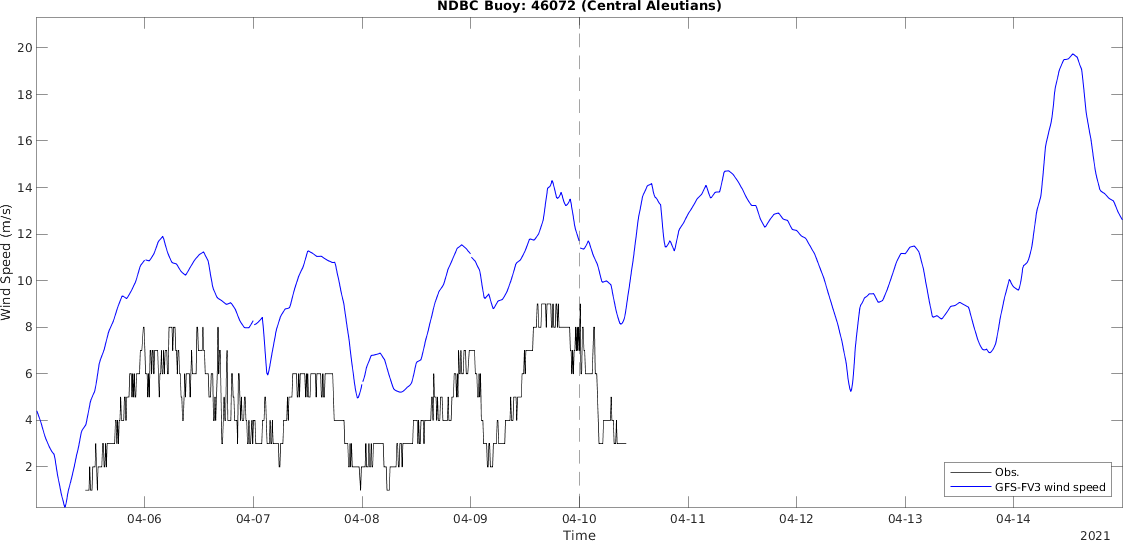 NDBC Buoy: 46072 (Central Aleutians)
20
18
16
14
12
10
8
6
4
2
Wind Speed (m/s)
Obs.
GFS-FV3 wind speed
04-06 04-07 04-08 04-09 04-10 04-11 04-12 04-13 04-14
Time
2021